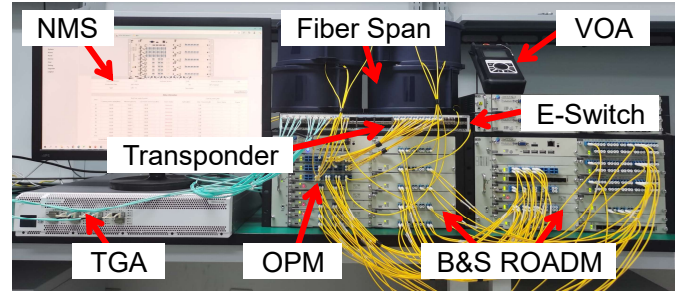 NMS
Fiber Span
VOA
E-Switch
Transponder
TGA
OPM
B&S ROADM